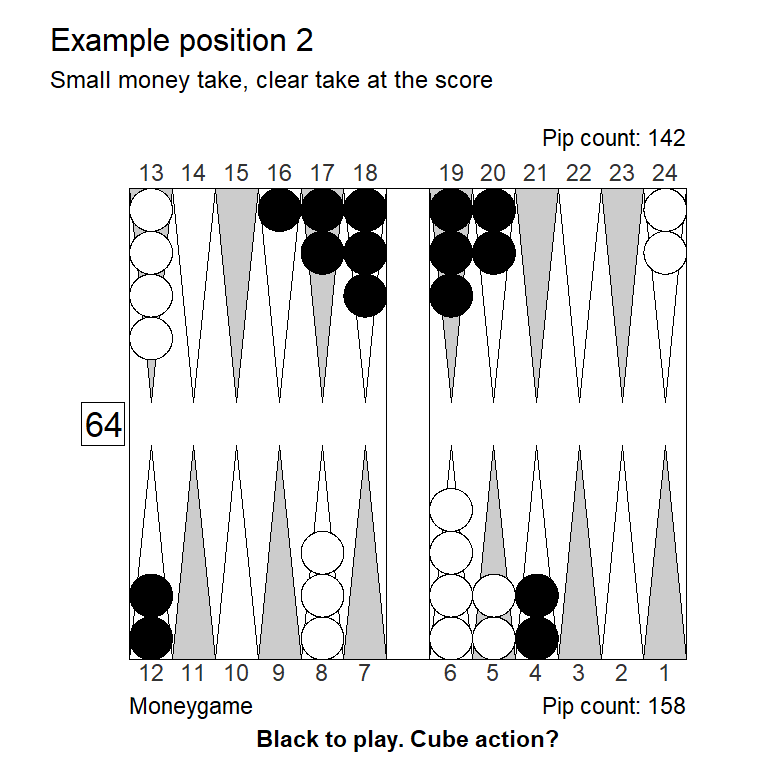 Example position 2
Small money take, clear take at the score
Pip count: 142
13 14 15 16 17 18 19 20 21 22 23 24
64
12 11 10 9 8 7 6 5 4 3 2 1
Moneygame Pip count: 158
Black to play. Cube action?